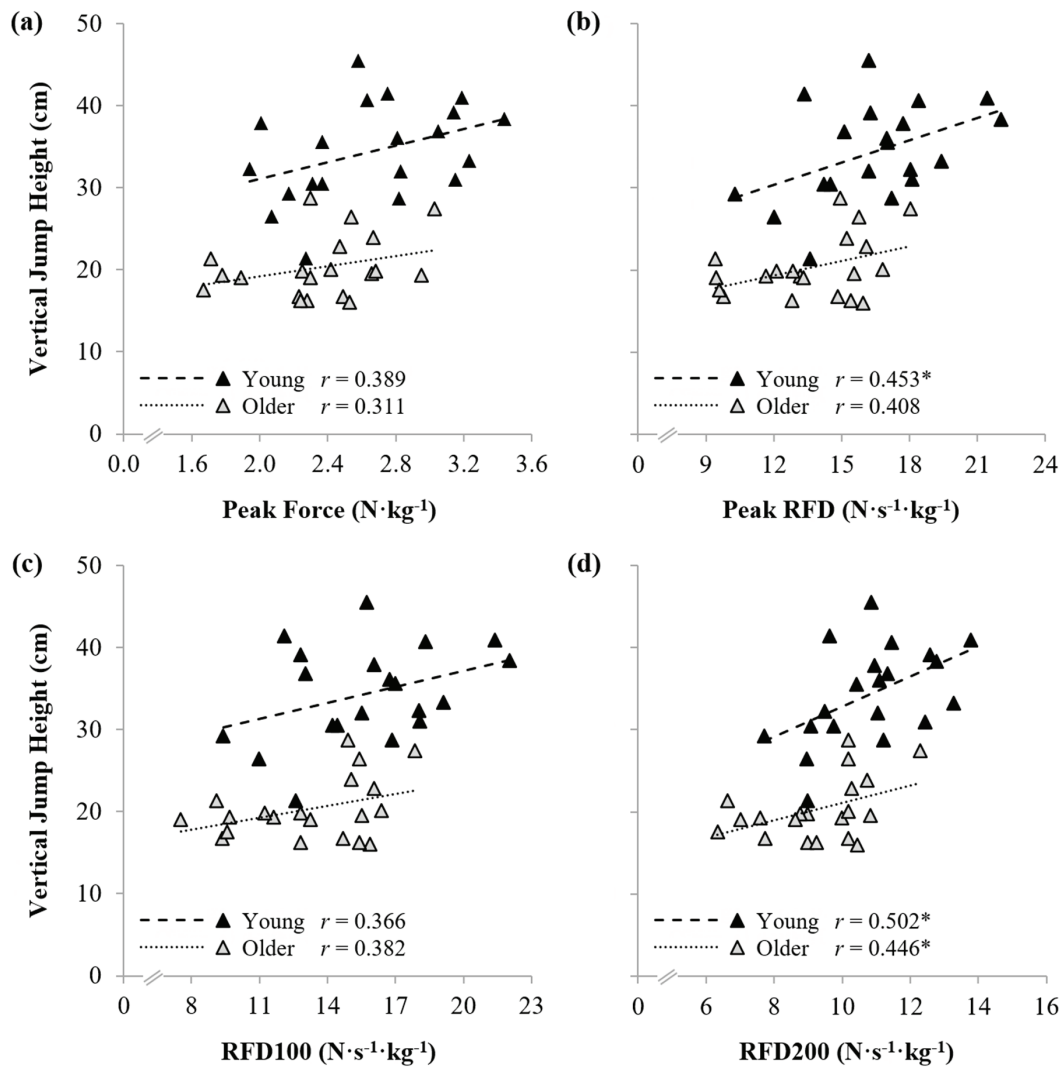 (a)
50
40
30
20
10
0
Vertical Jump Height (cm)
Young r = 0.389
Older r = 0.311
0.0 1.6 2.0 2.4 2.8 3.2 3.6
Peak Force (N·kg-1)
(b)
Young r = 0.453*
Older r = 0.408
0 9 12 15 18 21 24
Peak RFD (N·s-1·kg-1)
(c)
50
40
30
20
10
0
Vertical Jump Height (cm)
Young r = 0.366
Older r = 0.382
0 8 11 14 17 20 23
RFD100 (N·s-1·kg-1)
(d)
Young r = 0.502*
Older r = 0.446*
0 6 8 10 12 14 16
RFD200 (N·s-1·kg-1)